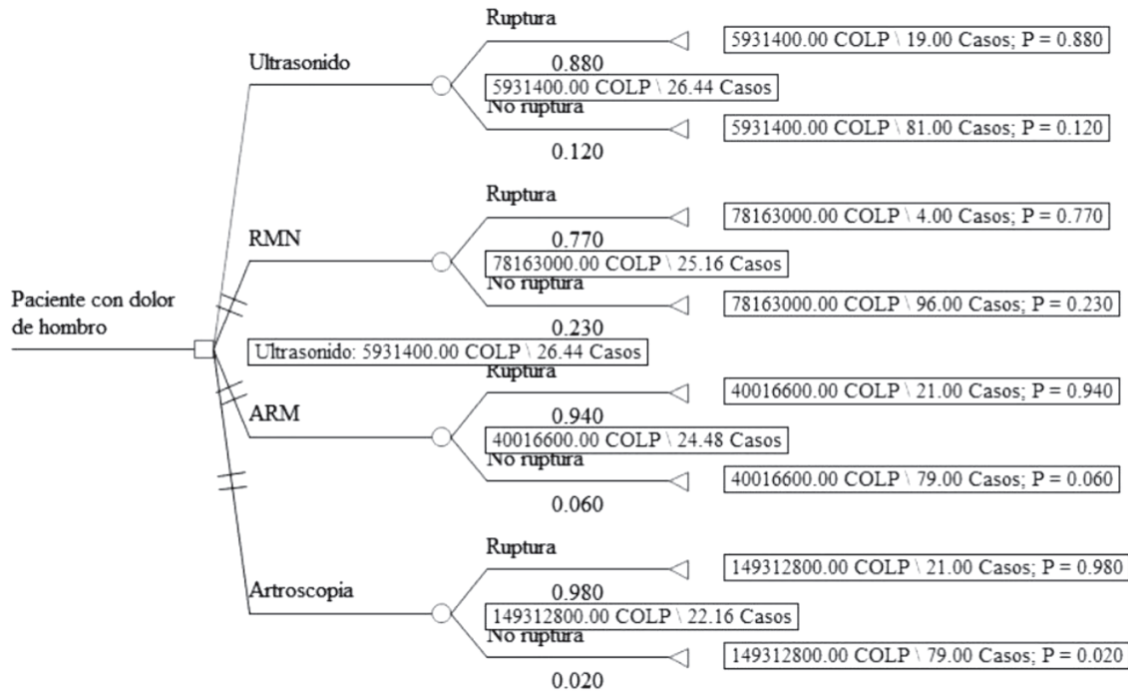 Ruptura
5931400.00 COLP \ 19.00 Casos; P = 0.880
Ultrasonido
0.880
5931400.00 COLP \ 26.44 Casos
No ruptura
5931400.00 COLP \ 81.00 Casos; P = 0.120
0.120
Ruptura
78163000.00 COLP \ 4.00 Casos; P = 0.770
RMN
0.770
78163000.00 COLP \ 25.16 Casos
No ruptura
78163000.00 COLP \ 96.00 Casos; P = 0.230
0.230
Paciente con dolor
de hombro
Ultrasonido: 5931400.00 COLP \ 26.44 Casos
Ruptura
40016600.00 COLP \ 21.00 Casos; P = 0.940
ARM
0.940
40016600.00 COLP \ 24.48 Casos
No ruptura
40016600.00 COLP \ 79.00 Casos; P = 0.060
0.060
Ruptura
149312800.00 COLP \ 21.00 Casos; P = 0.980
Artroscopia
0.980
149312800.00 COLP \ 22.16 Casos
No ruptura
149312800.00 COLP \ 79.00 Casos; P = 0.020
0.020